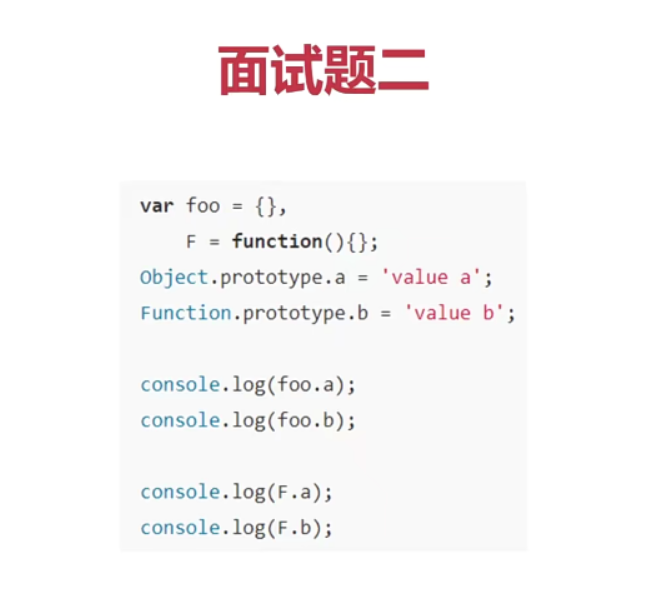 面试题二
var foo = {},
    F = function(){};
Object.prototype.a = 'value a';
Function.prototype.b = 'value b';

console.log(foo.a);
console.log(foo.b);

console.log(F.a);
console.log(F.b);